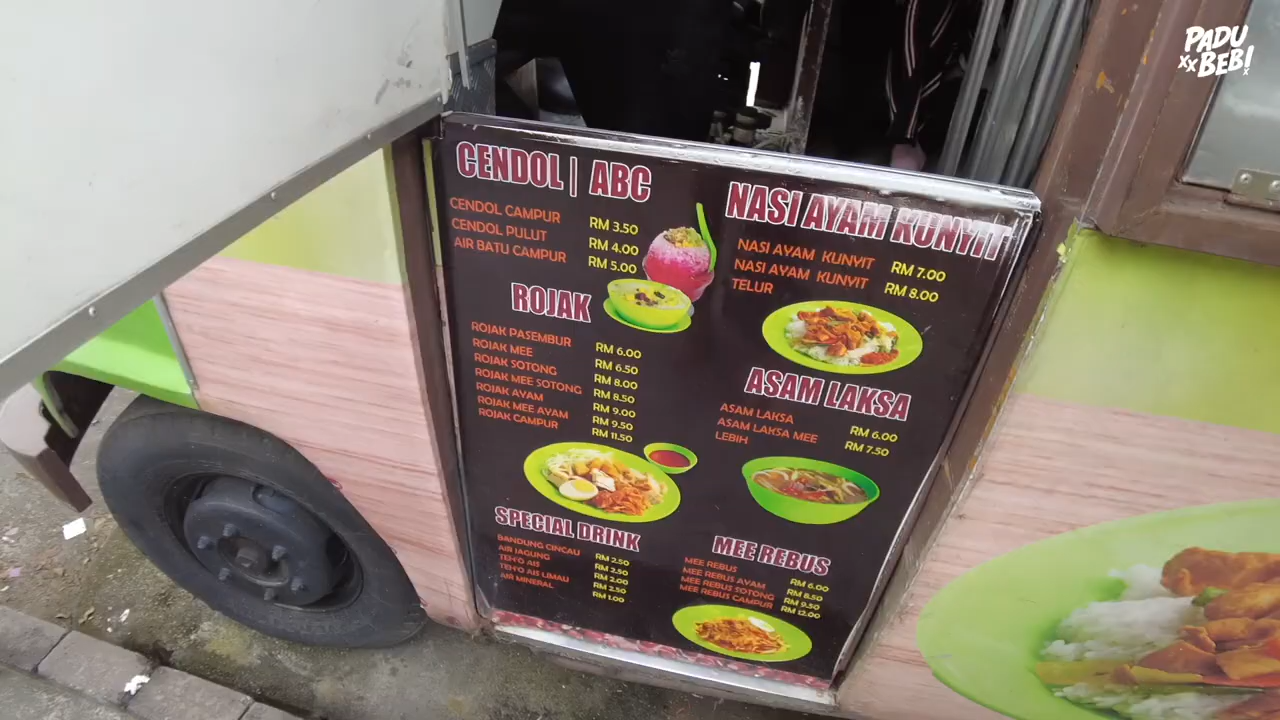 PADU
xx BEBI x
CENDOL | ABC
CENDOL CAMPUR RM 3.50
CENDOL PULUT RM 4.00
AIR BATU CAMPUR RM 5.00
ROJAK
ROJAK PASEMBUR RM 6.00
ROJAK MEE RM 6.50
ROJAK SOTONG RM 8.00
ROJAK MEE SOTONG RM 8.50
ROJAK AYAM RM 9.00
ROJAK MEE AYAM RM 9.50
ROJAK CAMPUR RM 11.50
SPECIAL DRINK
BANDUNG CINCAU RM 2.50
AIR JAGUNG RM 2.50
TEH'O AIS RM 2.00
TEH'O AIS LIMAU RM 2.50
AIR MINERAL RM 1.00
NASI AYAM KUNYIT
NASI AYAM KUNYIT RM 7.00
NASI AYAM KUNYIT RM 8.00
TELUR
ASAM LAKSA
ASAM LAKSA RM 6.00
ASAM LAKSA MEE RM 7.50
LEBIH
MEE REBUS
MEE REBUS RM 6.00
MEE REBUS AYAM RM 8.50
MEE REBUS SOTONG RM 9.50
MEE REBUS CAMPUR RM 12.00